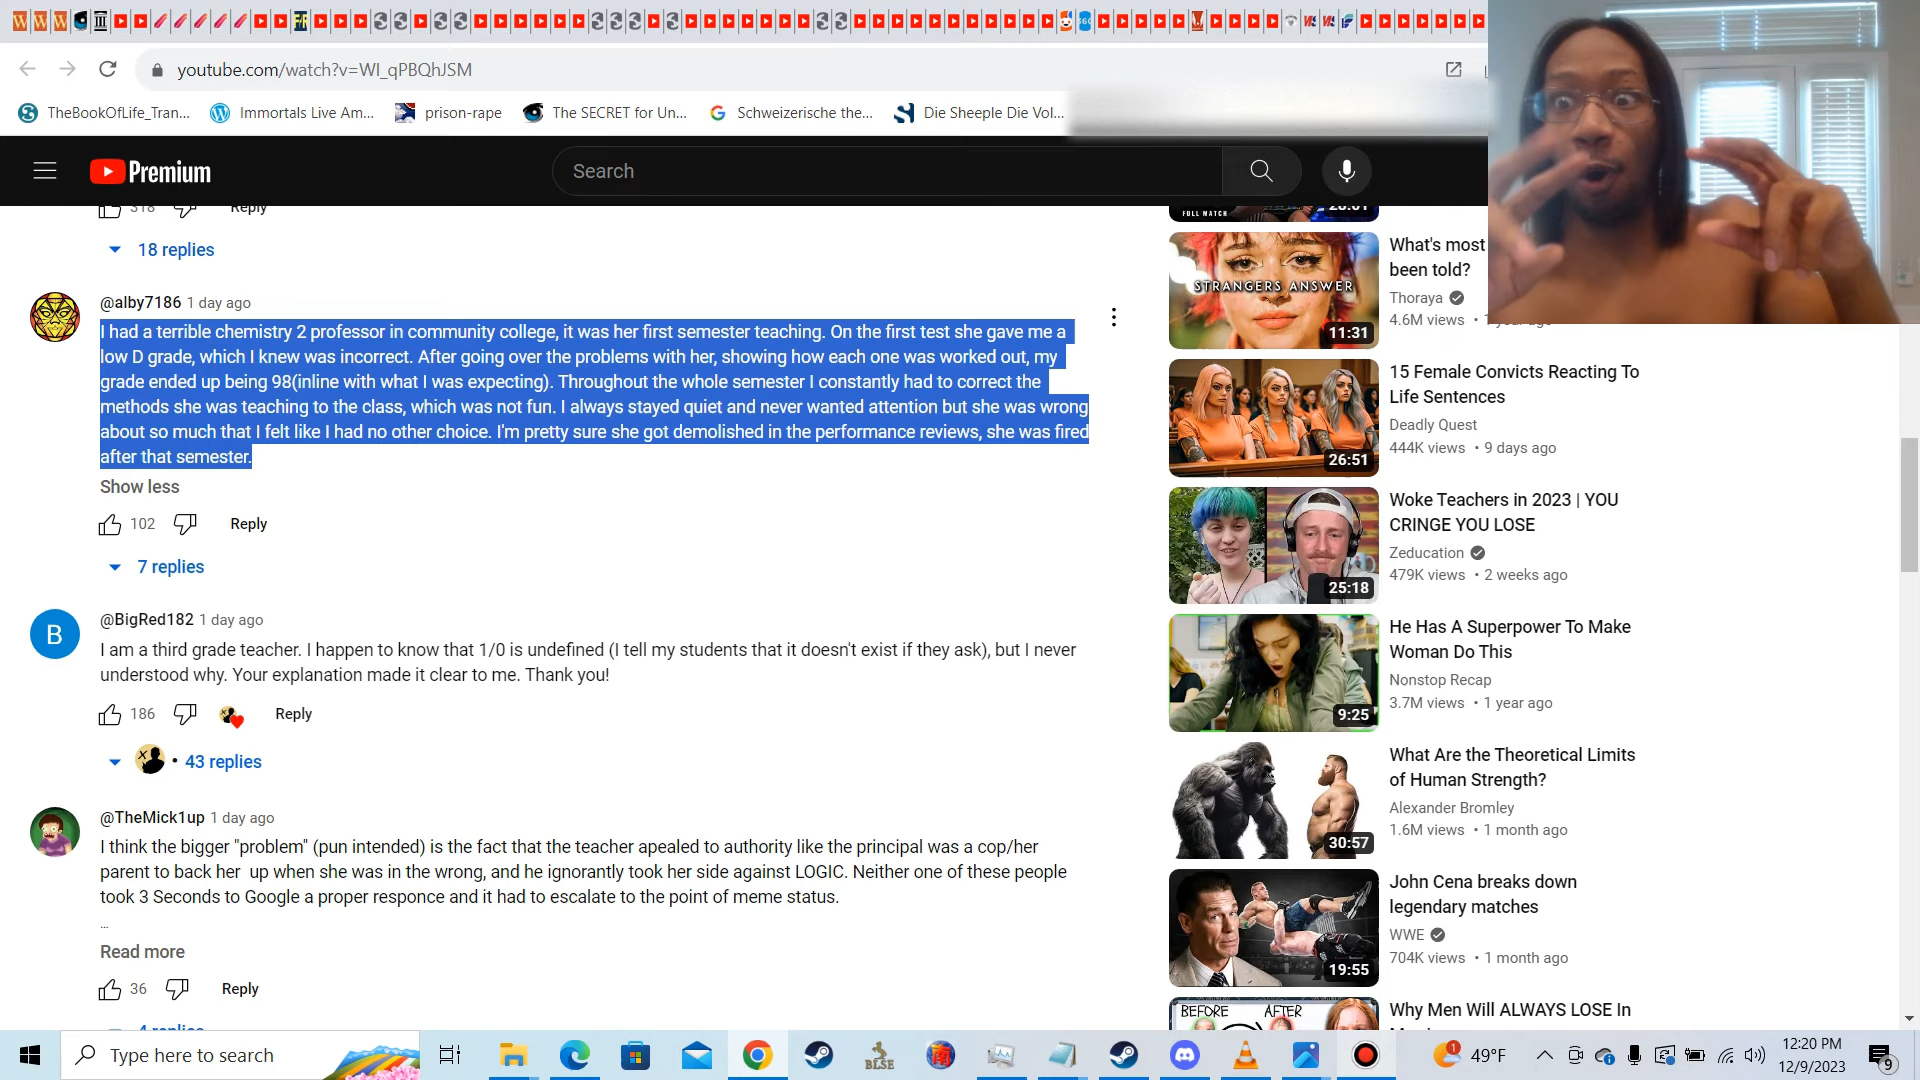 youtube.com/watch?v=WI_qPBQhJSM
TheBookOfLife_Tran...
Immortals Live Am...
prison-rape
The SECRET for Un...
Schweizerische the...
Die Sheeple Die Vol...
Premium
Search
318
Reply
18 replies
@alby7186 1 day ago
I had a terrible chemistry 2 professor in community college, it was her first semester teaching. On the first test she gave me a
low D grade, which I knew was incorrect. After going over the problems with her, showing how each one was worked out, my
grade ended up being 98(inline with what I was expecting). Throughout the whole semester I constantly had to correct the
methods she was teaching to the class, which was not fun. I always stayed quiet and never wanted attention but she was wrong
about so much that I felt like I had no other choice. I'm pretty sure she got demolished in the performance reviews, she was fired
after that semester.
Show less
102
Reply
7 replies
B
@BigRed182 1 day ago
I am a third grade teacher. I happen to know that 1/0 is undefined (I tell my students that it doesn't exist if they ask), but I never
understood why. Your explanation made it clear to me. Thank you!
186
Reply
• 43 replies
@TheMick1up 1 day ago
I think the bigger "problem" (pun intended) is the fact that the teacher apealed to authority like the principal was a cop/her
parent to back her up when she was in the wrong, and he ignorantly took her side against LOGIC. Neither one of these people
took 3 Seconds to Google a proper responce and it had to escalate to the point of meme status.
...
Read more
36
Reply
4 replies
FULL MATCH
28:01
STRANGERS ANSWER
11:31
What's most
been told?
Thoraya
4.6M views • 1 year ago
26:51
15 Female Convicts Reacting To
Life Sentences
Deadly Quest
444K views • 9 days ago
25:18
Woke Teachers in 2023 | YOU
CRINGE YOU LOSE
Zeducation
479K views • 2 weeks ago
9:25
He Has A Superpower To Make
Woman Do This
Nonstop Recap
3.7M views • 1 year ago
30:57
What Are the Theoretical Limits
of Human Strength?
Alexander Bromley
1.6M views • 1 month ago
19:55
John Cena breaks down
legendary matches
WWE
704K views • 1 month ago
BEFORE AFTER
Why Men Will ALWAYS LOSE In
Type here to search
BLSE
1
49°F
12:20 PM
12/9/2023
9